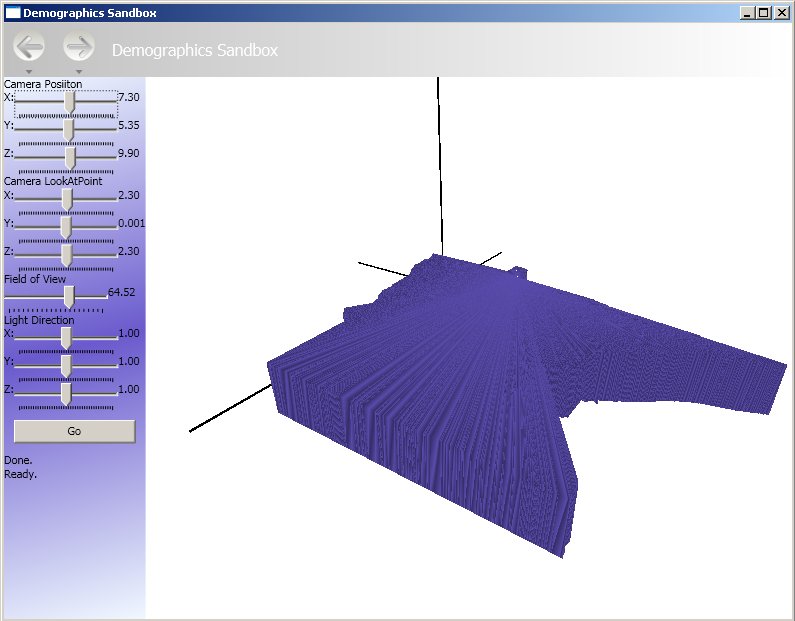 Demographics Sandbox
Demographics Sandbox
Camera Posiiton
X: 7.30
Y: 5.35
Z: 9.90
Camera LookAtPoint
X: 2.30
Y: 0.001
Z: 2.30
Field of View
64.52
Light Direction
X: 1.00
Y: 1.00
Z: 1.00
Go
Done.
Ready.